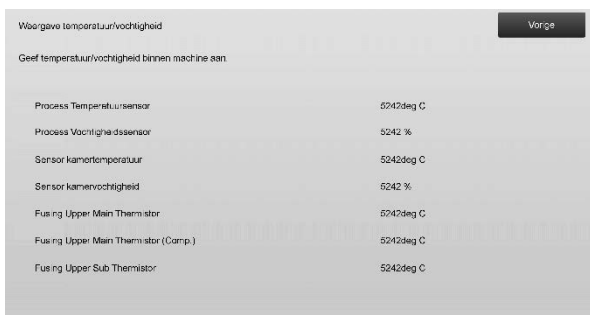 Weergave temperatuur/vochtigheid
Vorige
Geef temperatuur/vochtigheid binnen machine aan.
Process Temperatuursensor 5242deg C
Process Vochtigheidssensor 5242 %
Sensor kamertemperatuur 5242deg C
Sensor kamervochtigheid 5242 %
Fusing Upper Main Thermistor 5242deg C
Fusing Upper Main Thermistor (Comp.) 5242deg C
Fusing Upper Sub Thermistor 5242deg C